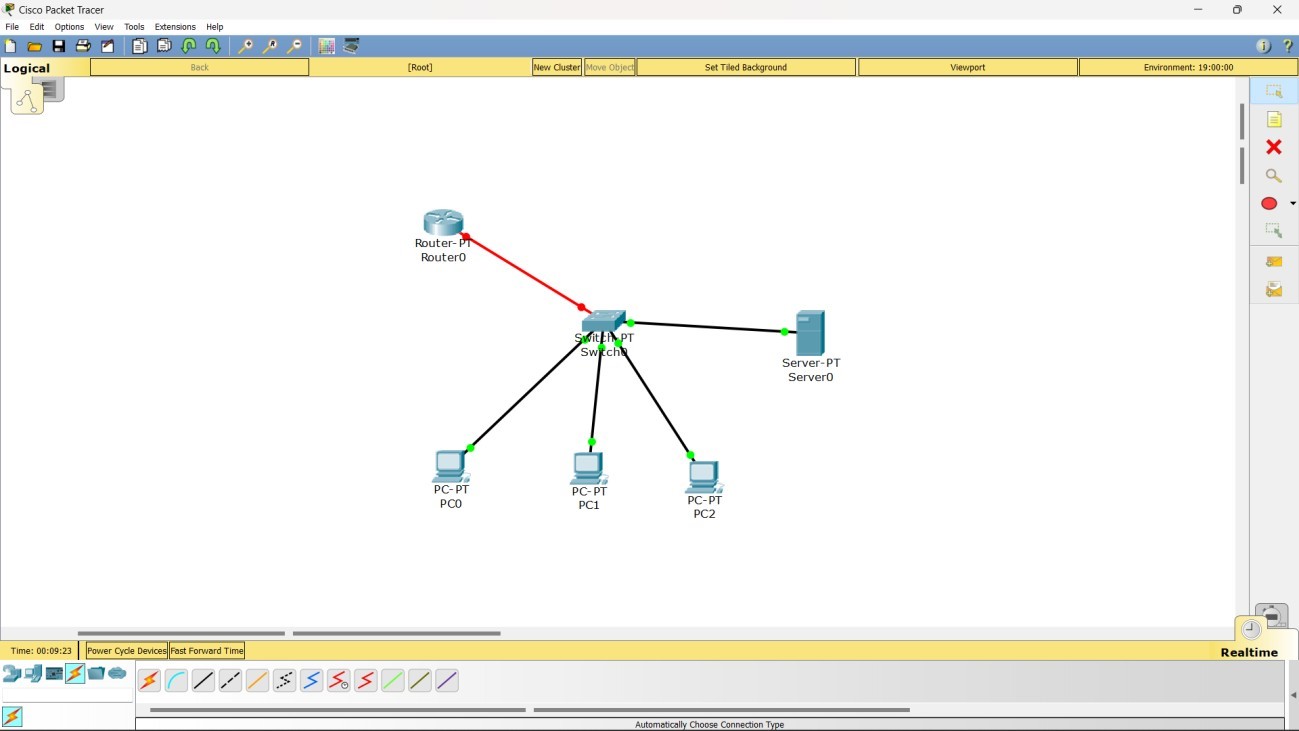 Cisco Packet Tracer
File Edit Options View Tools Extensions Help
Logical Back [Root] New Cluster Move Object Set Tiled Background Viewport Environment: 19:00:00
Router-PT
Router0
Switch-PT
Switch0
Server-PT
Server0
PC-PT
PC0
PC-PT
PC1
PC-PT
PC2
Time: 00:09:23 Power Cycle Devices Fast Forward Time Realtime
Automatically Choose Connection Type